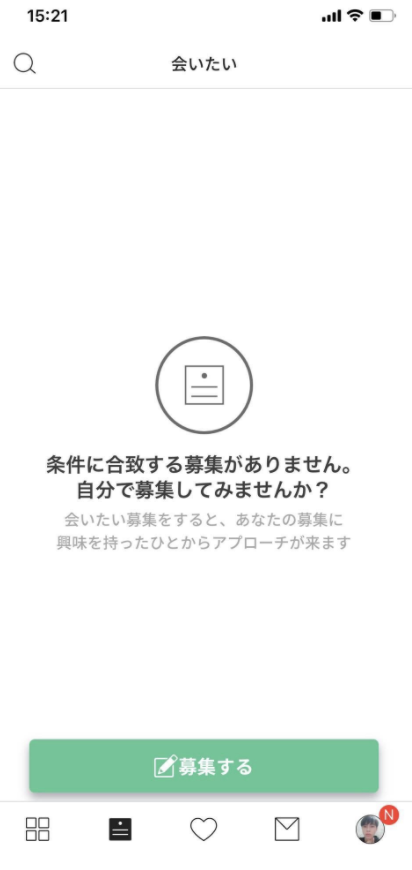 15:21
会いたい
条件に合致する募集がありません。
自分で募集してみませんか？
会いたい募集をすると、あなたの募集に
興味を持ったひとからアプローチが来ます
募集する
N